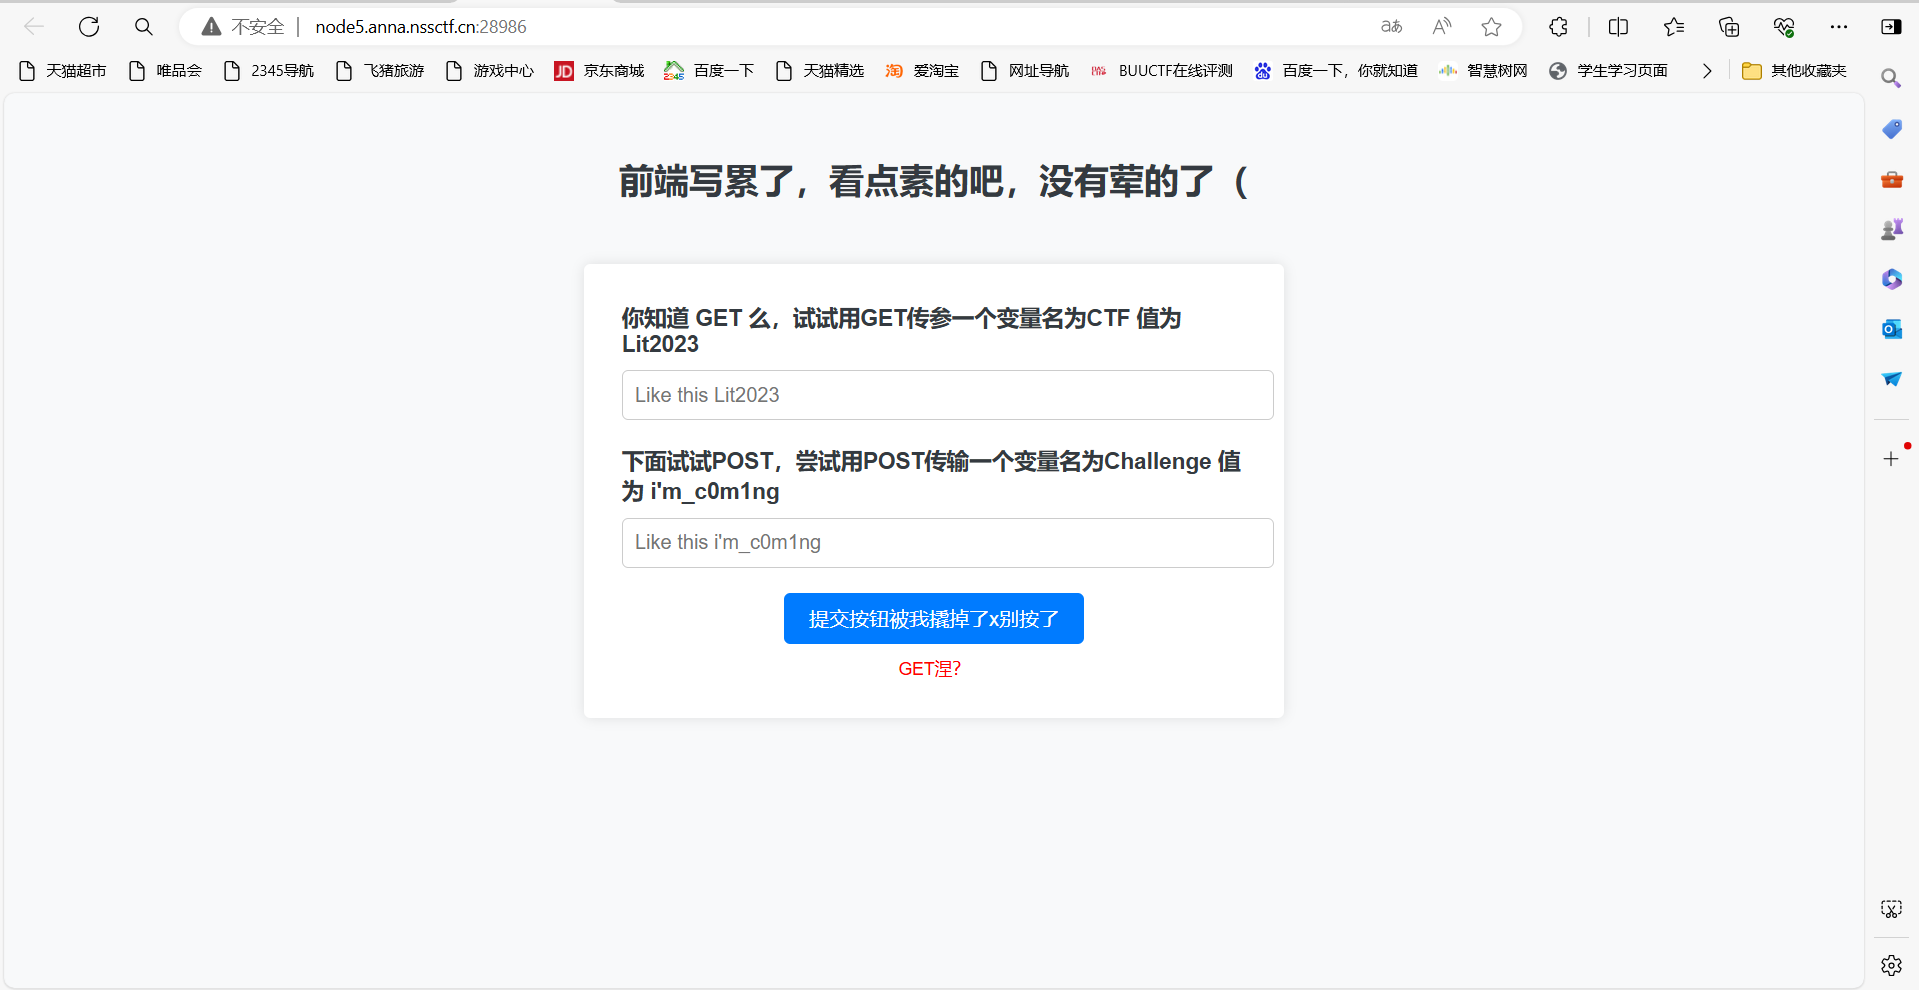 不安全 | node5.anna.nssctf.cn:28986 aあ A
天猫超市 唯品会 2345导航 飞猪旅游 游戏中心 JD 京东商城 2345 百度一下 天猫精选 淘 爱淘宝 网址导航 BUUCTF在线评测 du 百度一下，你就知道 智慧树网 学生学习页面 其他收藏夹
前端写累了，看点素的吧，没有荤的了（
你知道 GET 么，试试用GET传参一个变量名为CTF 值为
Lit2023
Like this Lit2023
下面试试POST，尝试用POST传输一个变量名为Challenge 值
为 i'm_c0m1ng
Like this i'm_c0m1ng
提交按钮被我撬掉了x别按了
GET涅？